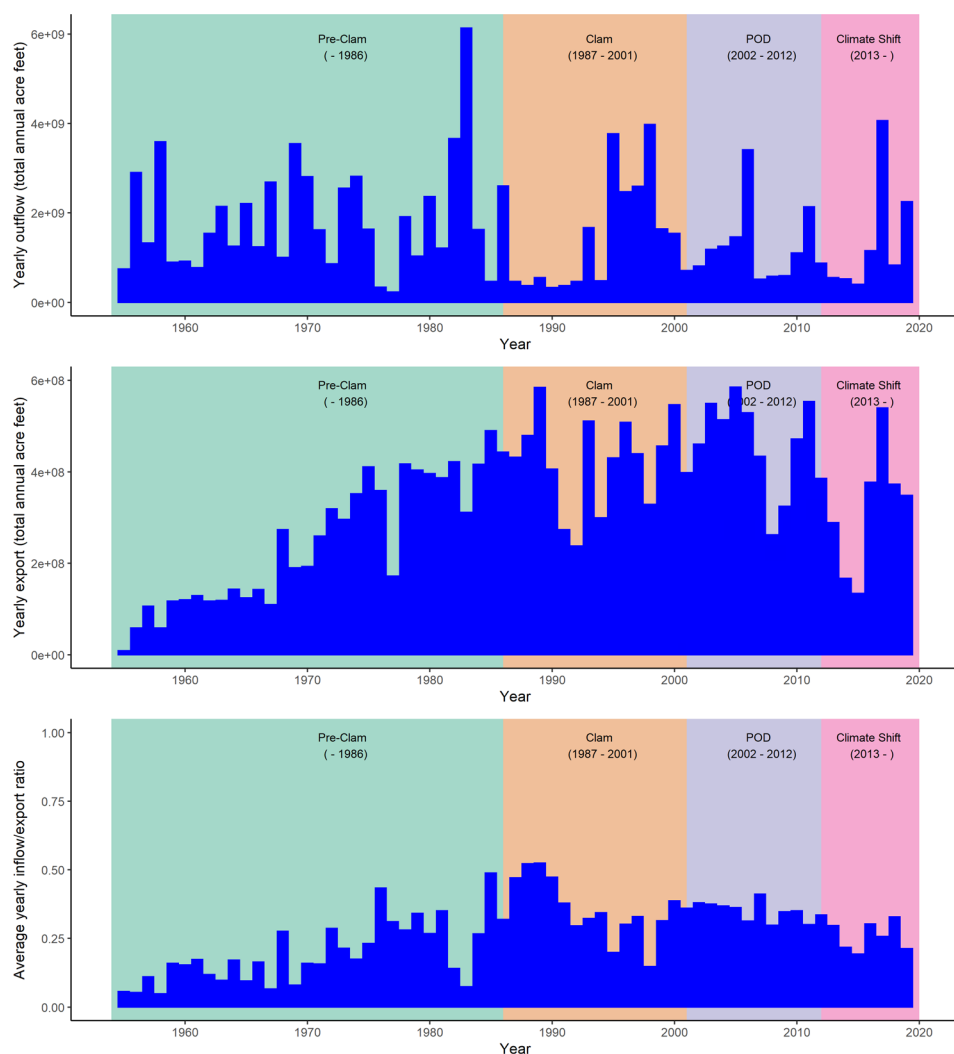 Yearly outflow (total annual acre feet)
6e+09
4e+09
2e+09
0e+00
Pre-Clam
( - 1986)
Clam
(1987 - 2001)
POD
(2002 - 2012)
Climate Shift
(2013 - )
1960 1970 1980 1990 2000 2010 2020
Year
Yearly export (total annual acre feet)
6e+08
4e+08
2e+08
0e+00
Pre-Clam
( - 1986)
Clam
(1987 - 2001)
POD
(2002 - 2012)
Climate Shift
(2013 - )
1960 1970 1980 1990 2000 2010 2020
Year
Average yearly inflow/export ratio
1.00
0.75
0.50
0.25
0.00
Pre-Clam
( - 1986)
Clam
(1987 - 2001)
POD
(2002 - 2012)
Climate Shift
(2013 - )
1960 1970 1980 1990 2000 2010 2020
Year